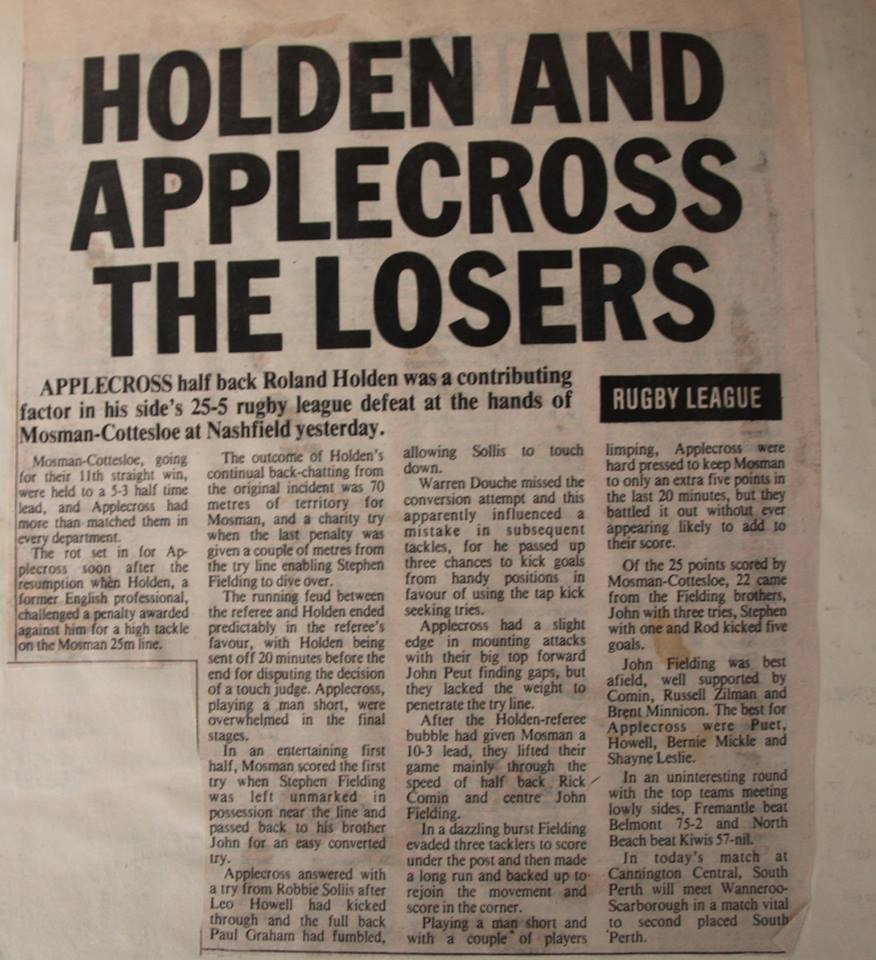 HOLDEN AND
APPLECROSS
THE LOSERS
APPLECROSS half back Roland Holden was a contributing
factor in his side's 25-5 rugby league defeat at the hands of
Mosman-Cottesloe at Nashfield yesterday.
RUGBY LEAGUE
Mosman-Cottesloe, going
for their 11th straight win,
were held to a 5-3 half time
lead, and Applecross had
more than matched them in
every department.
The rot set in for Ap-
plecross soon after the
resumption when Holden, a
former English professional,
challenged a penalty awarded
against him for a high tackle
on the Mosman 25m line.
The outcome of Holden's
continual back-chatting from
the original incident was 70
metres of territory for
Mosman, and a charity try
when the last penalty was
given a couple of metres from
the try line enabling Stephen
Fielding to dive over.
The running feud between
the referee and Holden ended
predictably in the referee's
favour, with Holden being
sent off 20 minutes before the
end for disputing the decision
of a touch judge. Applecross,
playing a man short, were
overwhelmed in the final
stages.
In an entertaining first
half, Mosman scored the first
try when Stephen Fielding
was left unmarked in
possession near the line and
passed back to his brother
John for an easy converted
try.
Applecross answered with
a try from Robbie Sollis after
Leo Howell had kicked
through and the full back
Paul Graham had fumbled,
allowing Sollis to touch
down.
Warren Douche missed the
conversion attempt and this
apparently influenced a
mistake in subsequent
tackles, for he passed up
three chances to kick goals
from handy positions in
favour of using the tap kick
seeking tries.
Applecross had a slight
edge in mounting attacks
with their big top forward
John Peut finding gaps, but
they lacked the weight to
penetrate the try line.
After the Holden-referee
bubble had given Mosman a
10-3 lead, they lifted their
game mainly through the
speed of half back Rick
Comin and centre John
Fielding.
In a dazzling burst Fielding
evaded three tacklers to score
under the post and then made
a long run and backed up to
rejoin the movement and
score in the corner.
Playing a man short and
with a couple of players
limping, Applecross were
hard pressed to keep Mosman
to only an extra five points in
the last 20 minutes, but they
battled it out without ever
appearing likely to add to
their score.
Of the 25 points scored by
Mosman-Cottesloe, 22 came
from the Fielding brothers,
John with three tries, Stephen
with one and Rod kicked five
goals.
John Fielding was best
afield, well supported by
Comin, Russell Zilman and
Brent Minnicon. The best for
Applecross were Puet,
Howell, Bernie Mickle and
Shayne Leslie.
In an uninteresting round
with the top teams meeting
lowly sides, Fremantle beat
Belmont 75-2 and North
Beach beat Kiwis 57-nil.
In today's match at
Cannington Central, South
Perth will meet Wanneroo-
Scarborough in a match vital
to second placed South
Perth.